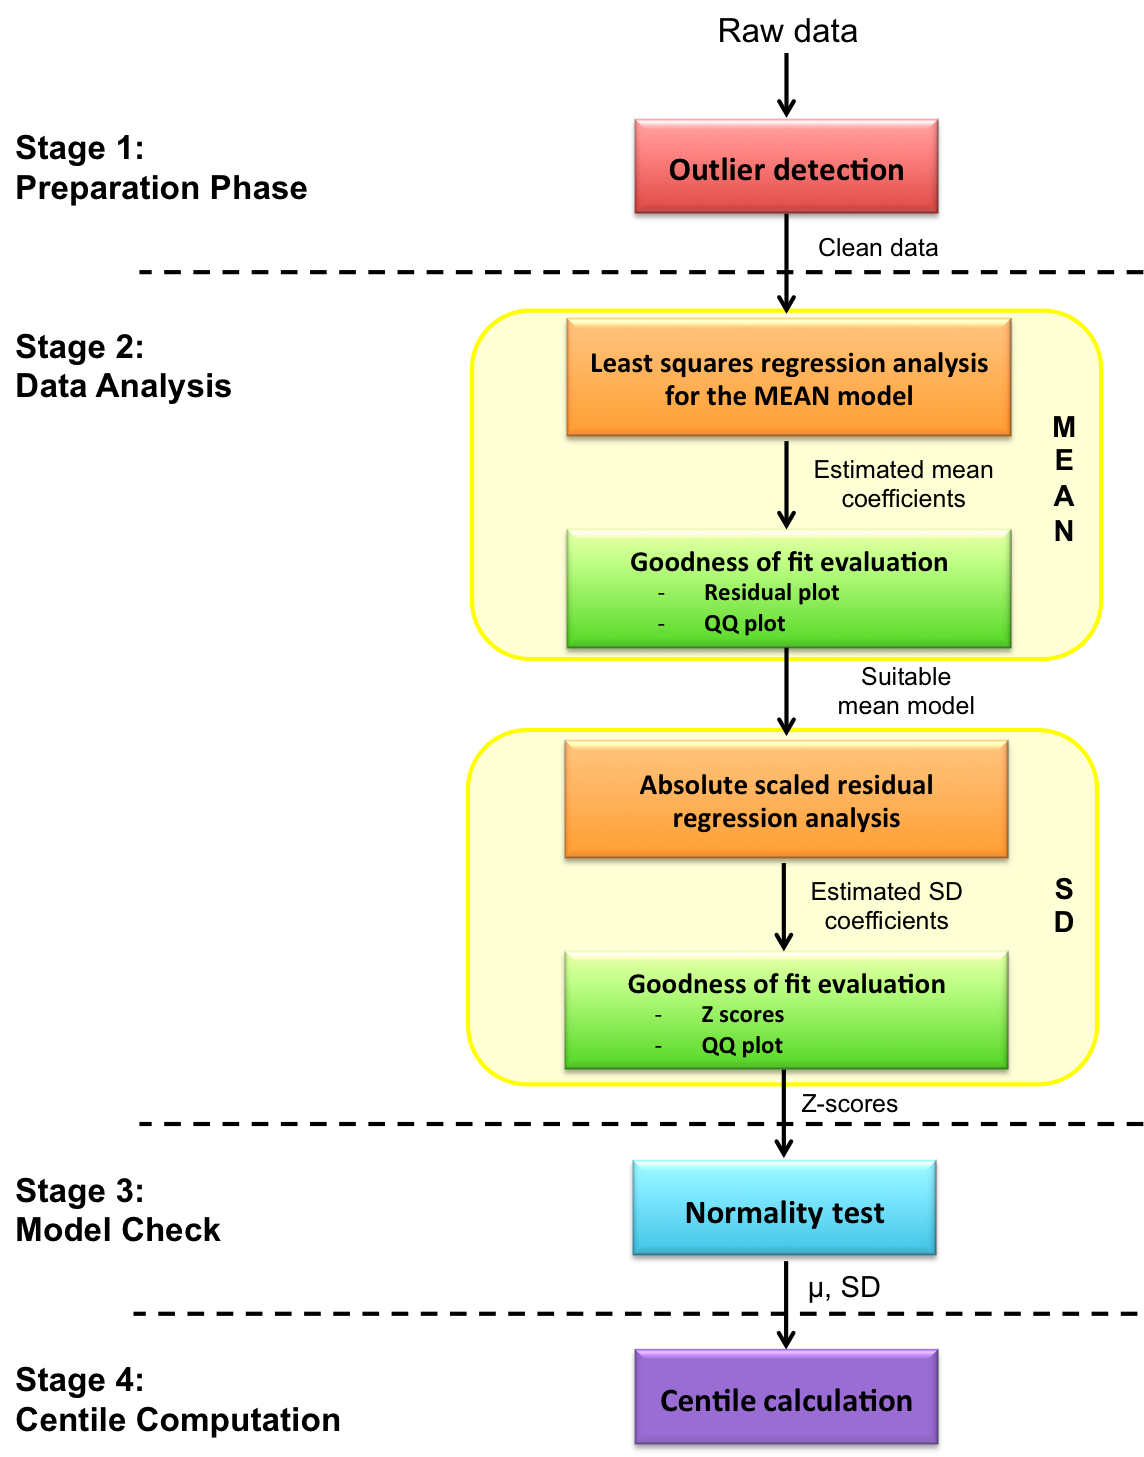 Raw data
Stage 1:
Preparation Phase
Outlier detection
Clean data
Stage 2:
Data Analysis
Least squares regression analysis
for the MEAN model
Estimated mean
coefficients
M
E
A
N
Goodness of fit evaluation
- Residual plot
- QQ plot
Suitable
mean model
Absolute scaled residual
regression analysis
Estimated SD
coefficients
S
D
Goodness of fit evaluation
- Z scores
- QQ plot
Z-scores
Stage 3:
Model Check
Normality test
μ, SD
Stage 4:
Centile Computation
Centile calculation